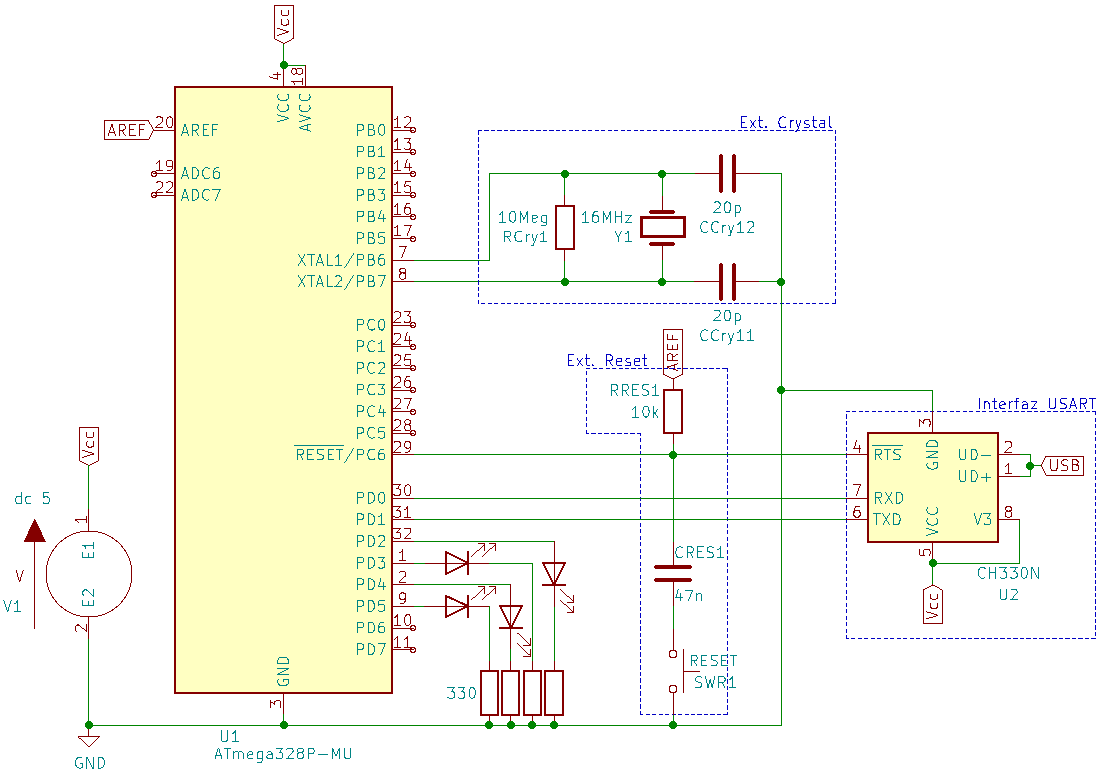 Vcc
4
18
VCC
AVCC
AREF
20
AREF
19
ADC6
22
ADC7
PB0
12
PB1
13
PB2
14
PB3
15
PB4
16
PB5
17
XTAL1/PB6
7
XTAL2/PB7
8
PC0
23
PC1
24
PC2
25
PC3
26
PC4
27
PC5
28
RESET/PC6
29
PD0
30
PD1
31
PD2
32
PD3
1
PD4
2
PD5
9
PD6
10
PD7
11
GND
3
U1
ATmega328P-MU
Ext. Crystal
10Meg
RCry1
16MHz
Y1
20p
CCry12
20p
CCry11
Ext. Reset
AREF
RRES1
10k
CRES1
47n
RESET
SWR1
330
Interfaz USART
3
GND
4
RTS
7
RXD
6
TXD
UD-
2
UD+
1
V3
8
VCC
5
USB
CH330N
U2
Vcc
Vcc
dc 5
V
V1
1
E1
E2
2
GND